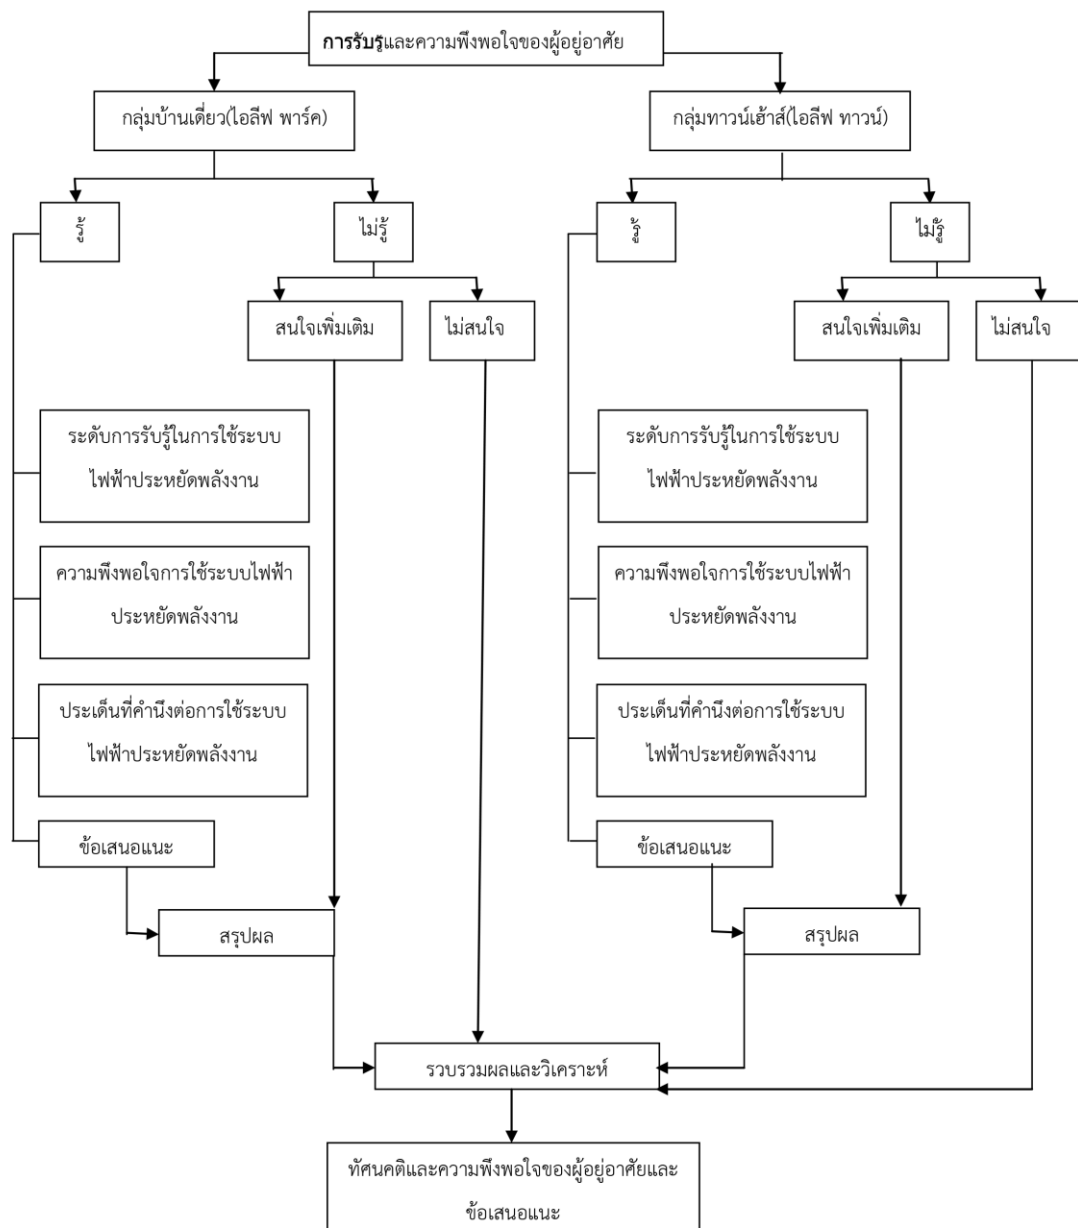 การรับรู้และความพึงพอใจของผู้อยู่อาศัย
กลุ่มบ้านเดี่ยว(ไอลีฟ พาร์ค)
กลุ่มทาวน์เฮ้าส์(ไอลีฟ ทาวน์)
รู้
ไม่รู้
รู้
ไม่รู้
สนใจเพิ่มเติม
ไม่สนใจ
สนใจเพิ่มเติม
ไม่สนใจ
ระดับการรับรู้ในการใช้ระบบ
ไฟฟ้าประหยัดพลังงาน
ระดับการรับรู้ในการใช้ระบบ
ไฟฟ้าประหยัดพลังงาน
ความพึงพอใจการใช้ระบบไฟฟ้า
ประหยัดพลังงาน
ความพึงพอใจการใช้ระบบไฟฟ้า
ประหยัดพลังงาน
ประเด็นที่คำนึงต่อการใช้ระบบ
ไฟฟ้าประหยัดพลังงาน
ประเด็นที่คำนึงต่อการใช้ระบบ
ไฟฟ้าประหยัดพลังงาน
ข้อเสนอแนะ
ข้อเสนอแนะ
สรุปผล
สรุปผล
รวบรวมผลและวิเคราะห์
ทัศนคติและความพึงพอใจของผู้อยู่อาศัยและ
ข้อเสนอแนะ